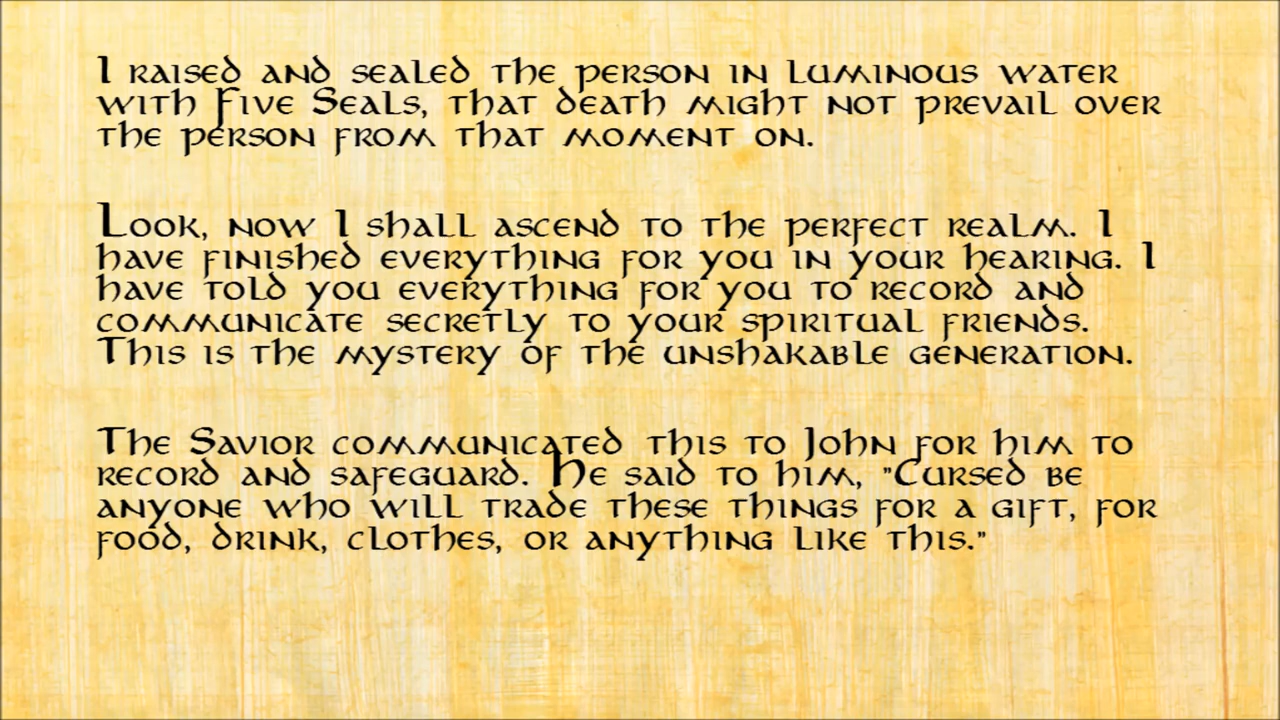 I raised and sealed the person in luminous water
with Five Seals, that death might not prevail over
the person from that moment on.
Look, now I shall ascend to the perfect realm. I
have finished everything for you in your hearing. I
have told you everything for you to record and
communicate secretly to your spiritual friends.
This is the mystery of the unshakable generation.
The Savior communicated this to John for him to
record and safeguard. He said to him, "Cursed be
anyone who will trade these things for a gift, for
food, drink, clothes, or anything like this."